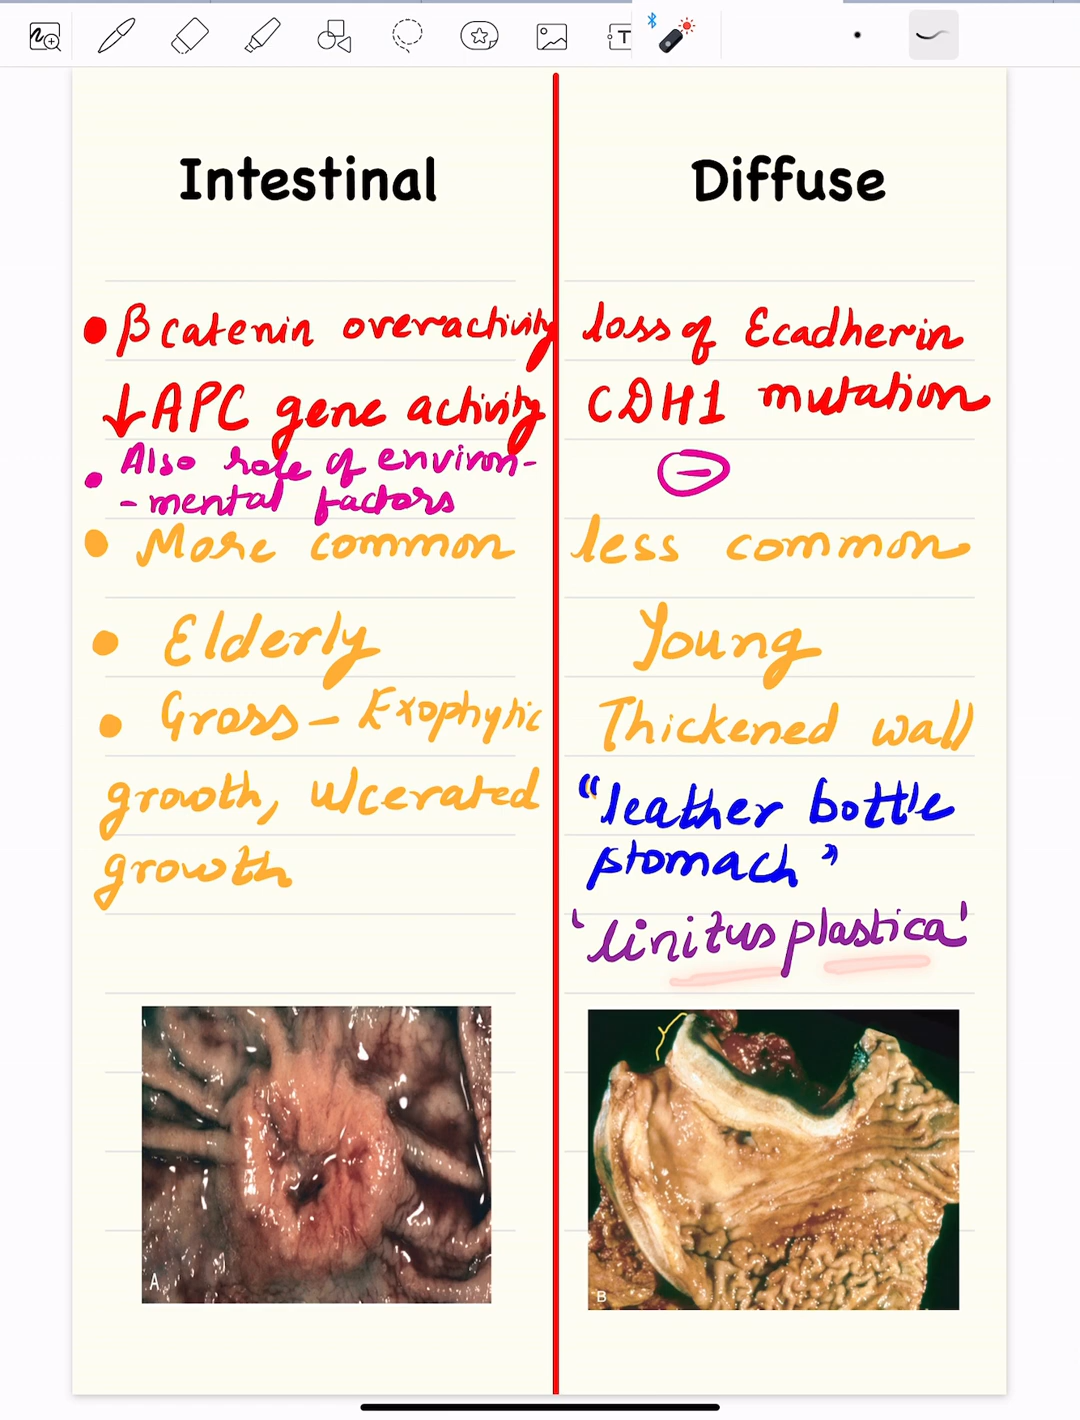 Intestinal
• β catenin overactivity
↓ APC gene activity
• Also role of environ-
-mental factors
• More common
• Elderly
• Gross - Exophytic
growth, ulcerated
growth
A
Diffuse
loss of Ecadherin
CDH1 mutation
⊖
less common
Young
Thickened wall
"leather bottle
stomach"
'linitus plastica'
B
T